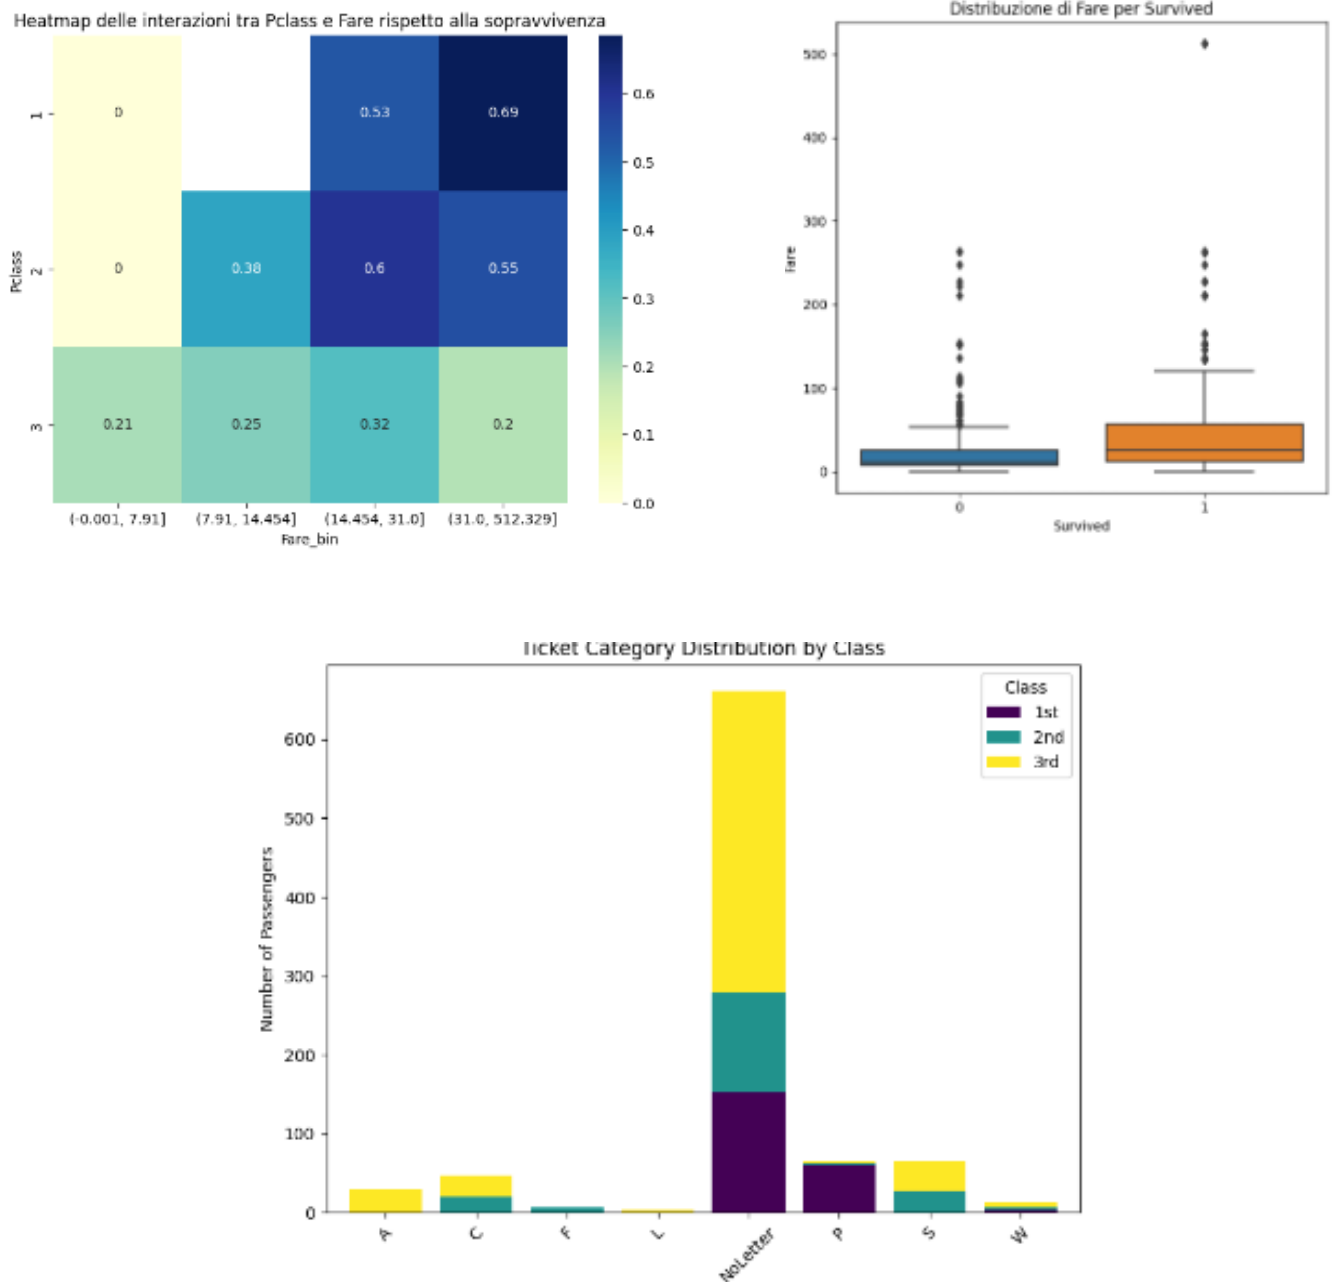 Heatmap delle interazioni tra Pclass e Fare rispetto alla sopravvivenza
Pclass
1
2
3
0
0.53
0.69
0
0.38
0.6
0.55
0.21
0.25
0.32
0.2
(-0.001, 7.91]
(7.91, 14.454]
(14.454, 31.0]
(31.0, 512.329]
Fare_bin
0.6
0.5
0.4
0.3
0.2
0.1
0.0
Distribuzione di Fare per Survived
Fare
500
400
300
200
100
0
0
1
Survived
Ticket Category Distribution by Class
Number of Passengers
600
500
400
300
200
100
0
Class
1st
2nd
3rd
A
C
F
L
NoLetter
P
S
W